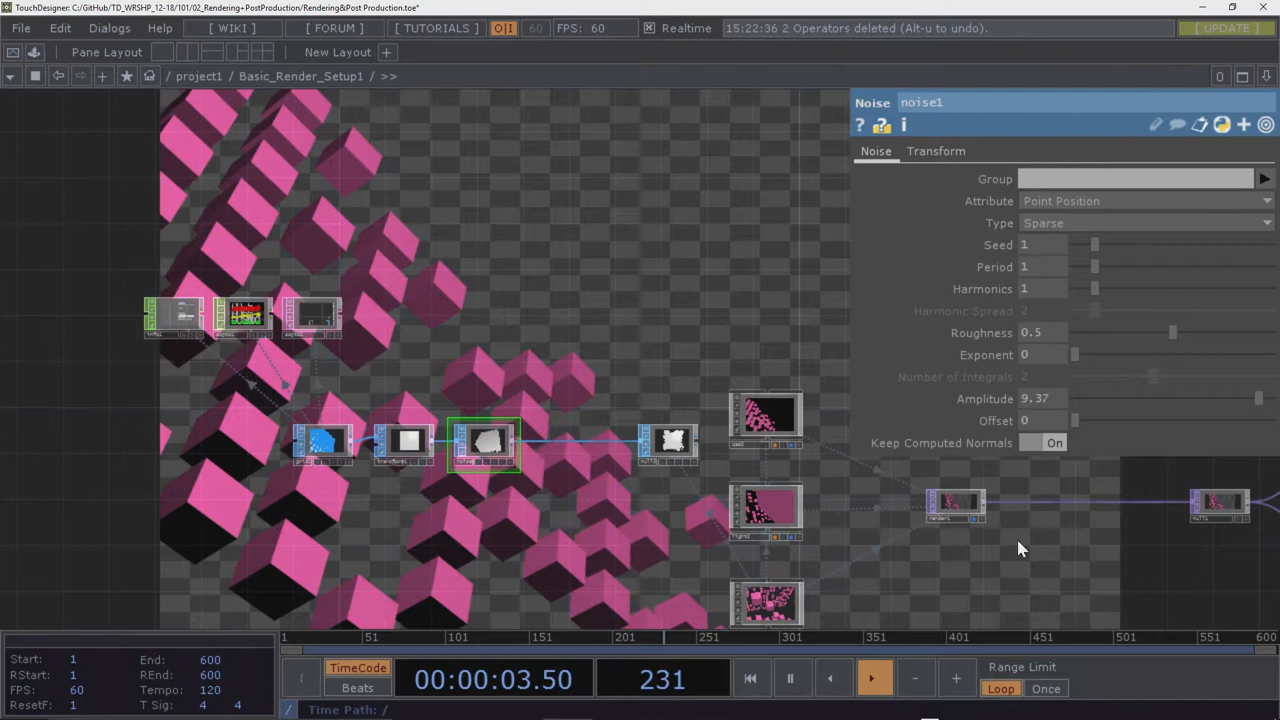 TouchDesigner: C:/GitHub/TD_WRSHP_12-18/101/02_Rendering+PostProduction/Rendering&Post Production.toe*
File Edit Dialogs Help [ WIKI ] [ FORUM ] [ TUTORIALS ] O|I 60 FPS: 60 Realtime 15:22:36 2 Operators deleted (Alt-u to undo). [ UPDATE ]
Pane Layout New Layout +
/ project1 / Basic_Render_Setup1 / >> 0
Noise noise1
? ? i
Noise Transform
Group
Attribute Point Position
Type Sparse
Seed 1
Period 1
Harmonics 1
Harmonic Spread 2
Roughness 0.5
Exponent 0
Number of Integrals 2
Amplitude 9.37
Offset 0
Keep Computed Normals On
cam2
light2
render1
null1
1 51 101 151 201 251 301 351 401 451 501 551 600
Start: 1 End: 600
RStart: 1 REnd: 600
FPS: 60 Tempo: 120
ResetF: 1 T Sig: 4 4
TimeCode
Beats
00:00:03.50
231
Range Limit
Loop Once
/ Time Path: /